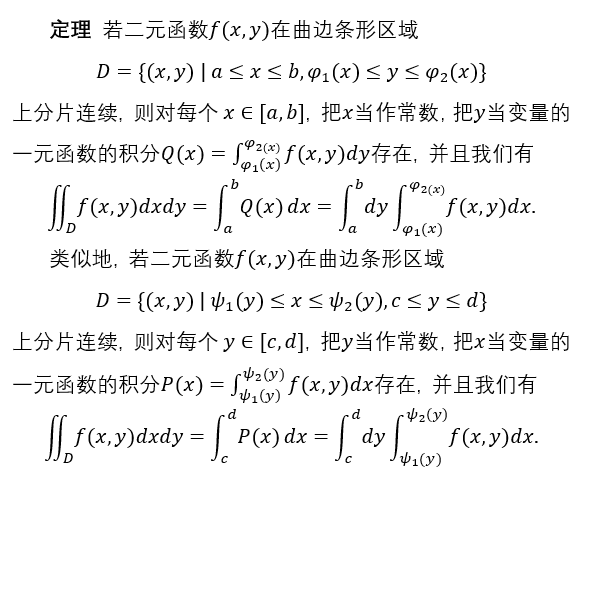 定理 若二元函数f(x,y)在曲边条形区域
D = {(x,y) | a ≤ x ≤ b, φ₁(x) ≤ y ≤ φ₂(x)}
上分片连续, 则对每个 x ∈ [a,b], 把x当作常数, 把y当变量的
一元函数的积分Q(x) = ∫_{φ₁(x)}^{φ₂₍ₓ₎} f(x,y)dy存在, 并且我们有
∬_D f(x,y)dxdy = ∫_a^b Q(x) dx = ∫_a^b dy ∫_{φ₁(x)}^{φ₂₍ₓ₎} f(x,y)dx.
类似地, 若二元函数f(x,y)在曲边条形区域
D = {(x,y) | ψ₁(y) ≤ x ≤ ψ₂(y), c ≤ y ≤ d}
上分片连续, 则对每个 y ∈ [c,d], 把y当作常数, 把x当变量的
一元函数的积分P(x) = ∫_{ψ₁(y)}^{ψ₂(y)} f(x,y)dx存在, 并且我们有
∬_D f(x,y)dxdy = ∫_c^d P(x) dx = ∫_c^d dy ∫_{ψ₁(y)}^{ψ₂(y)} f(x,y)dx.